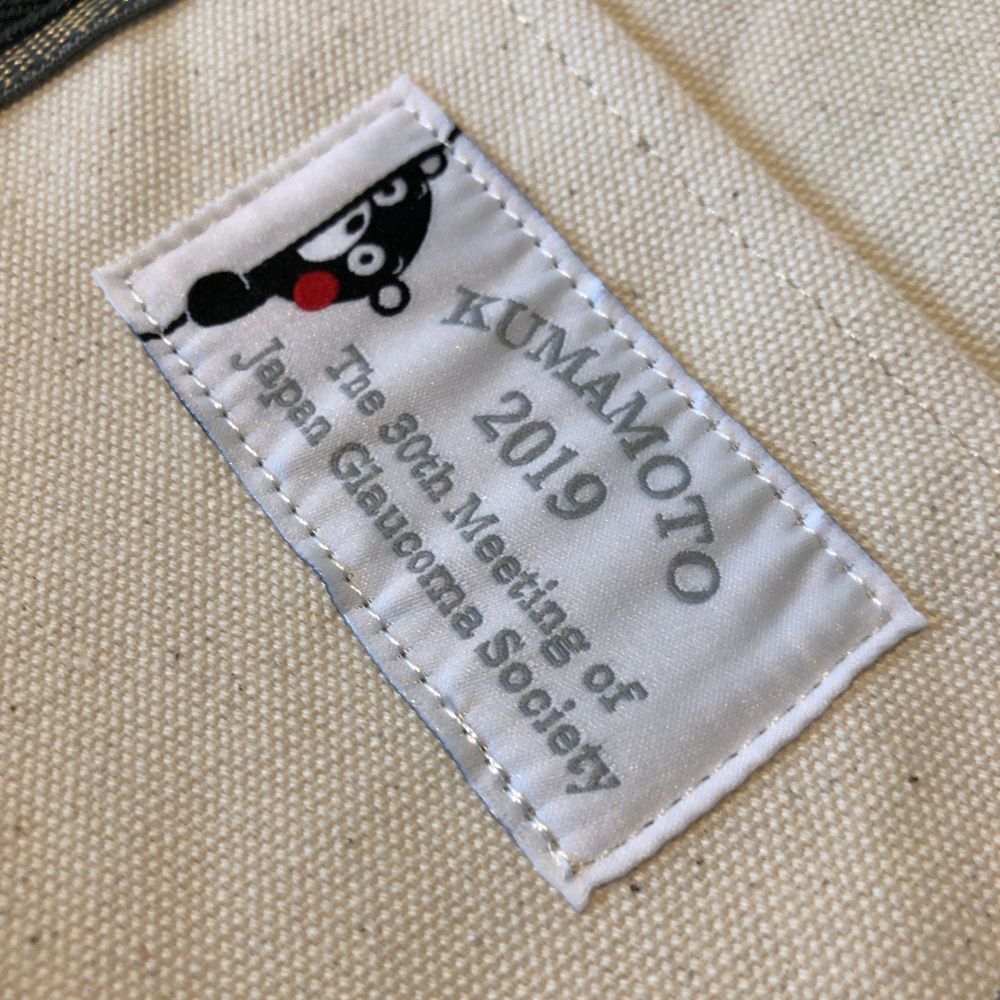 KUMAMOTO
2019
The 30th Meeting of
Japan Glaucoma Society